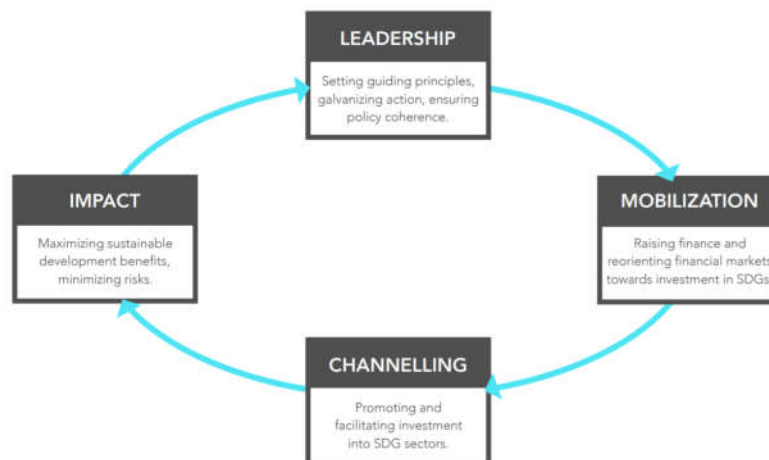 LEADERSHIP
Setting guiding principles,
galvanizing action, ensuring
policy coherence.
IMPACT
Maximizing sustainable
development benefits,
minimizing risks.
MOBILIZATION
Raising finance and
reorienting financial markets
towards investment in SDGs
CHANNELLING
Promoting and
facilitating investment
into SDG sectors.